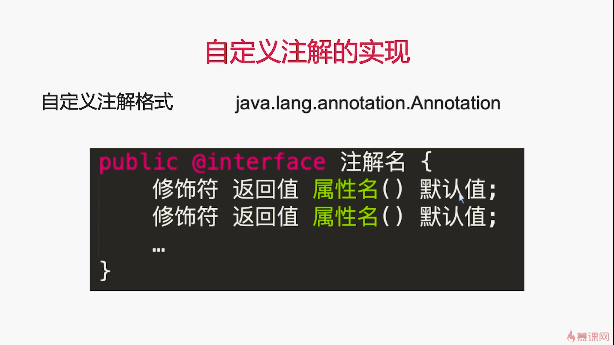 自定义注解的实现
自定义注解格式 java.lang.annotation.Annotation
public @interface 注解名 {
修饰符 返回值 属性名() 默认值;
修饰符 返回值 属性名() 默认值;
…
}
慕课网